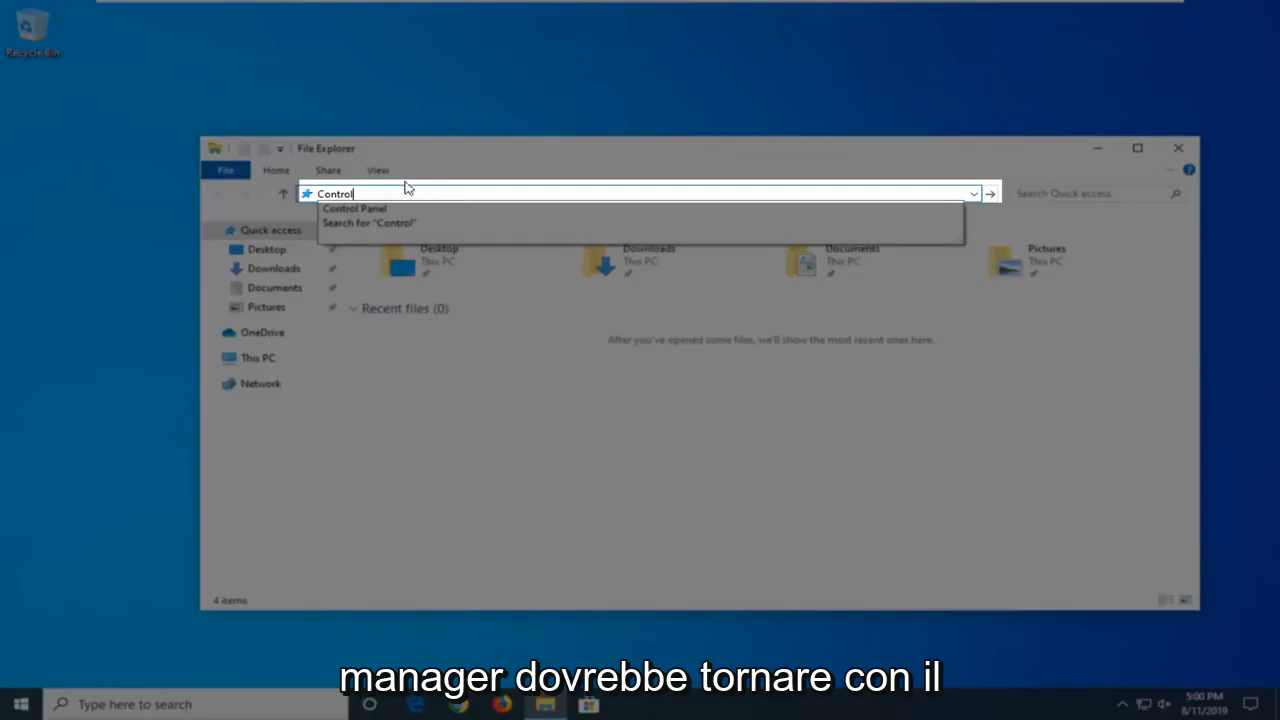 Recycle Bin
File Explorer
File Home Share View
Control
Search Quick access
Control Panel
Search for "Control"
Quick access
Desktop
Downloads
Documents
Pictures
OneDrive
This PC
Network
Desktop
This PC
Downloads
This PC
Documents
This PC
Pictures
This PC
Recent files (0)
After you've opened some files, we'll show the most recent ones here.
4 items
manager dovrebbe tornare con il
Type here to search
5:00 PM
8/11/2019